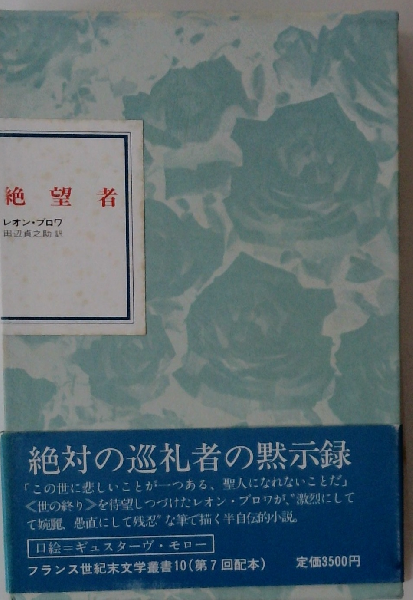 絶望者
レオン・ブロワ
田辺貞之助 訳
絶対の巡礼者の黙示録
「この世に悲しいことが一つある、聖人になれないことだ」
《世の終り》を待望しつづけたレオン・ブロワが、“激烈にして
て婉麗、愚直にして残忍”な筆で描く半自伝的小説。
口絵＝ギュスターヴ・モロー
フランス世紀末文学叢書10（第7回配本）
定価3500円